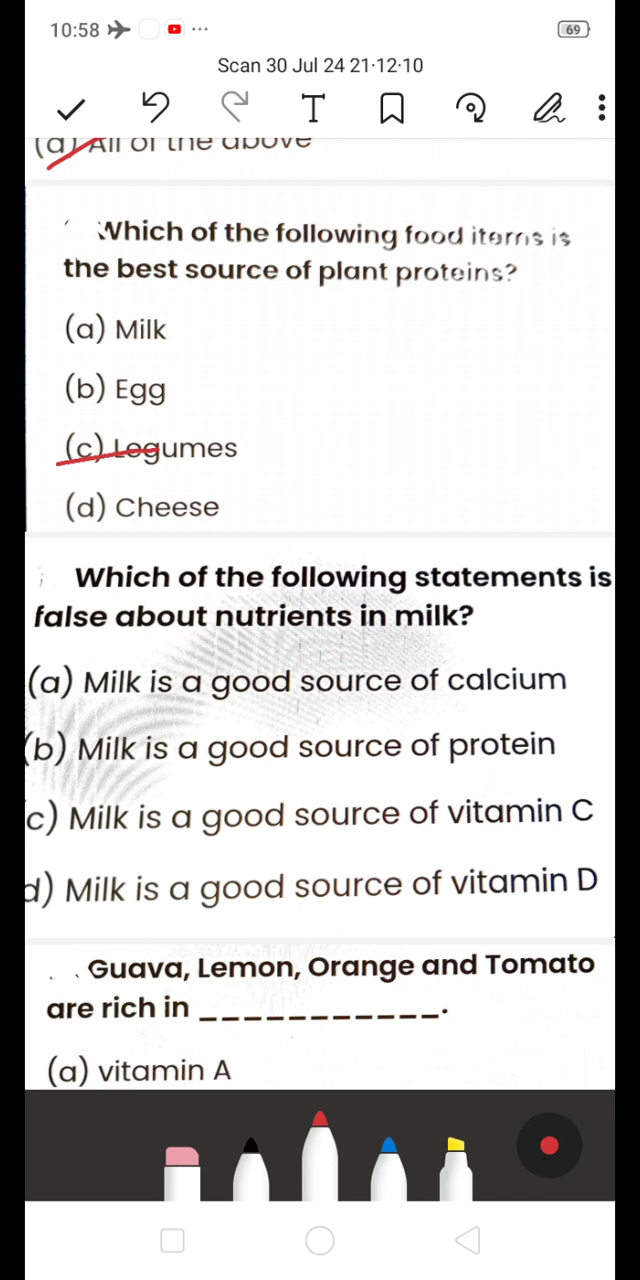 10:58
69
Scan 30 Jul 24 21·12·10
T
(d) All of the above
Which of the following food items is
the best source of plant proteins?
(a) Milk
(b) Egg
(c) Legumes
(d) Cheese
Which of the following statements is
false about nutrients in milk?
(a) Milk is a good source of calcium
(b) Milk is a good source of protein
c) Milk is a good source of vitamin C
d) Milk is a good source of vitamin D
Guava, Lemon, Orange and Tomato
are rich in ___________.
(a) vitamin A